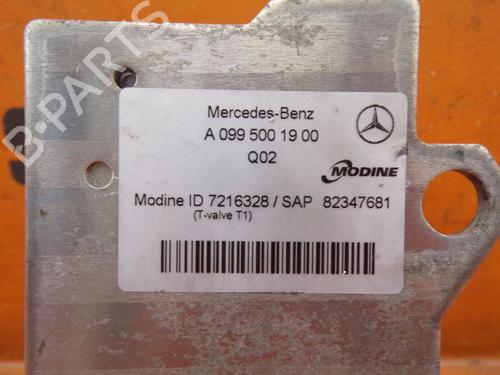 B-PARTS
Mercedes-Benz
A 099 500 19 00
Q02
MODINE
Modine ID 7216328 / SAP 82347681
(T-valve T1)